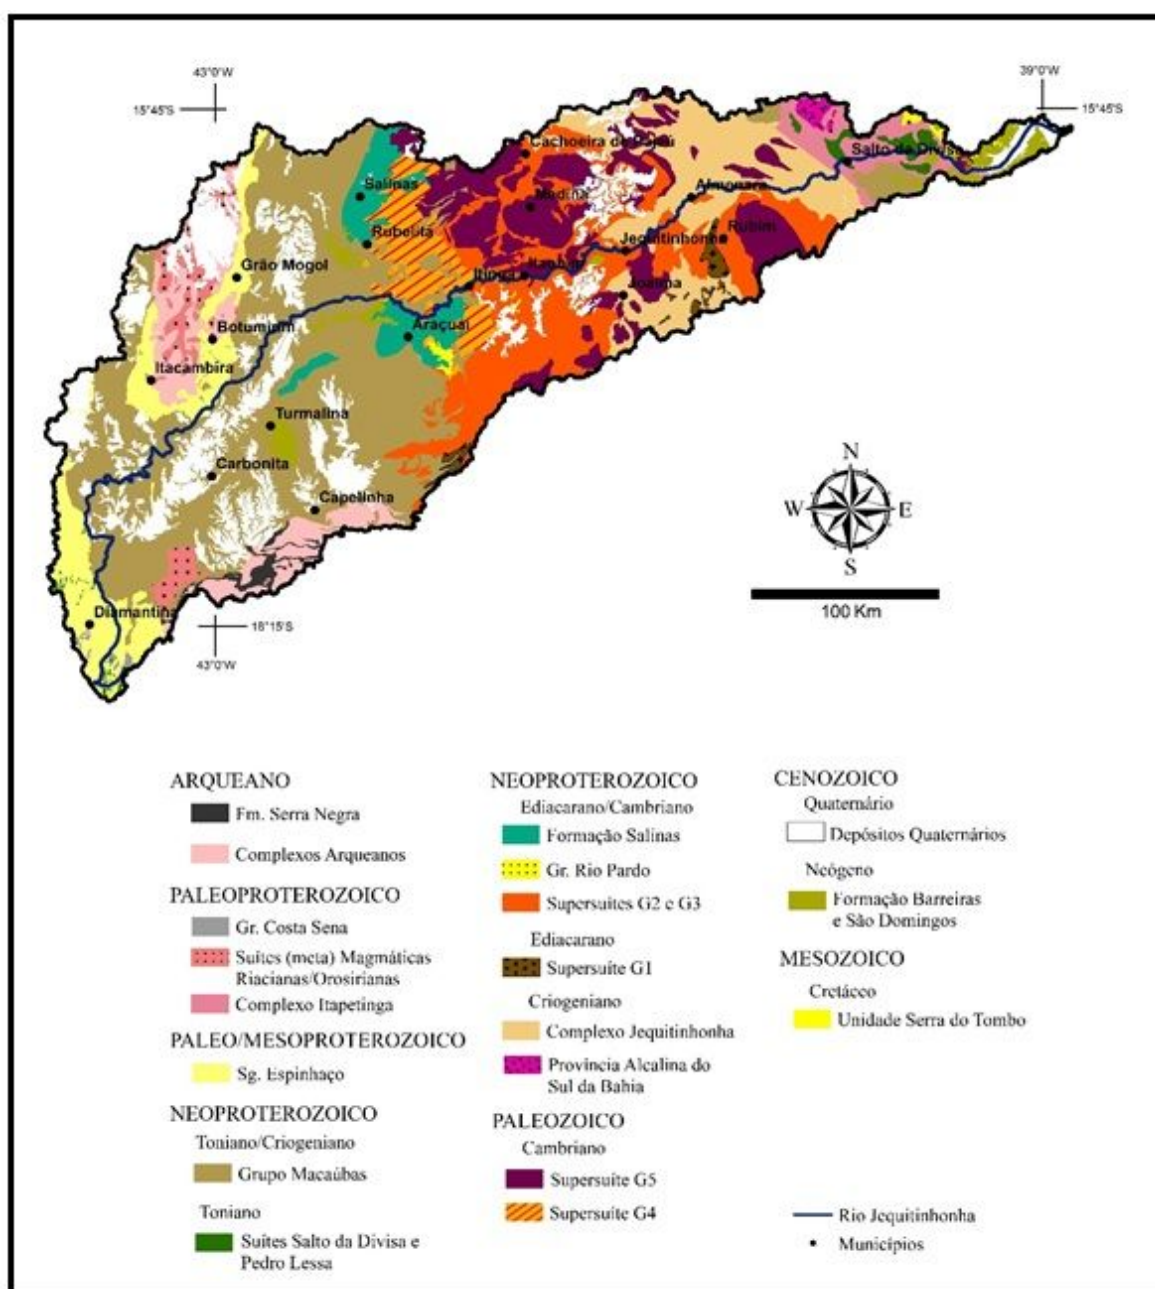 43°0'W
39°0'W
15°45'S
15°45'S
Cachoeira de Pajeú
Salto da Divisa
Salinas
Almenara
Medina
Rubelita
Jequitinhonha
Rubim
Itaobim
Itinga
Grão Mogol
Joaíma
Botumirim
Araçuaí
Itacambira
Turmalina
Carbonita
Capelinha
N
W
E
S
100 Km
Diamantina
18°15'S
43°0'W
ARQUEANO
Fm. Serra Negra
Complexos Arqueanos
PALEOPROTEROZOICO
Gr. Costa Sena
Suítes (meta) Magmáticas
Riacianas/Orosirianas
Complexo Itapetinga
PALEO/MESOPROTEROZOICO
Sg. Espinhaço
NEOPROTEROZOICO
Toniano/Criogeniano
Grupo Macaúbas
Toniano
Suítes Salto da Divisa e
Pedro Lessa
NEOPROTEROZOICO
Ediacarano/Cambriano
Formação Salinas
Gr. Rio Pardo
Supersuítes G2 e G3
Ediacarano
Supersuíte G1
Criogeniano
Complexo Jequitinhonha
Província Alcalina do
Sul da Bahia
PALEOZOICO
Cambriano
Supersuíte G5
Supersuíte G4
CENOZOICO
Quaternário
Depósitos Quaternários
Neógeno
Formação Barreiras
e São Domingos
MESOZOICO
Cretáceo
Unidade Serra do Tombo
Rio Jequitinhonha
Municípios